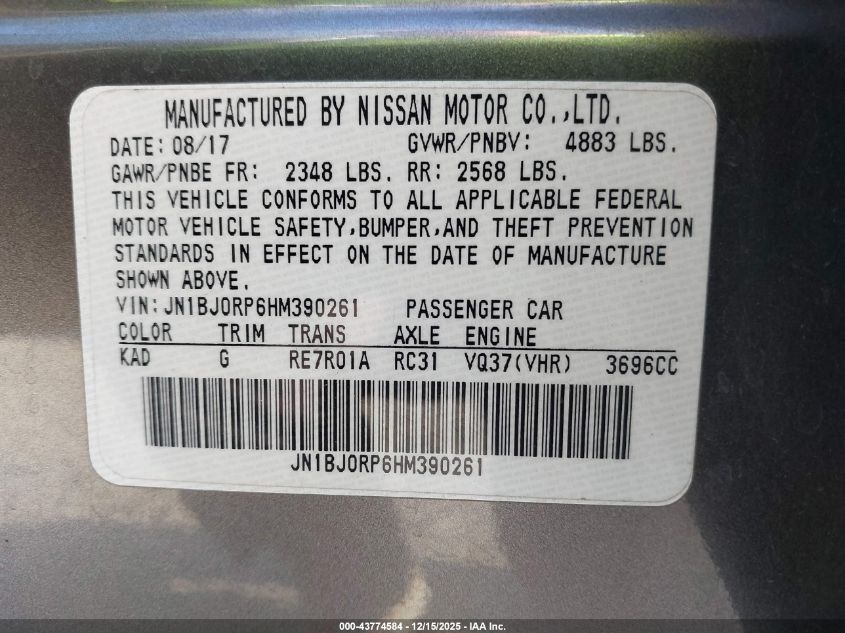 MANUFACTURED BY NISSAN MOTOR CO.,LTD.
DATE: 08/17 GVWR/PNBV: 4883 LBS.
GAWR/PNBE FR: 2348 LBS. RR: 2568 LBS.
THIS VEHICLE CONFORMS TO ALL APPLICABLE FEDERAL
MOTOR VEHICLE SAFETY,BUMPER,AND THEFT PREVENTION
STANDARDS IN EFFECT ON THE DATE OF MANUFACTURE
SHOWN ABOVE.
VIN: JN1BJ0RP6HM390261 PASSENGER CAR
COLOR TRIM TRANS AXLE ENGINE
KAD G RE7R01A RC31 VQ37(VHR) 3696CC
JN1BJ0RP6HM390261
000-43774584 - 12/15/2025 - IAA Inc.